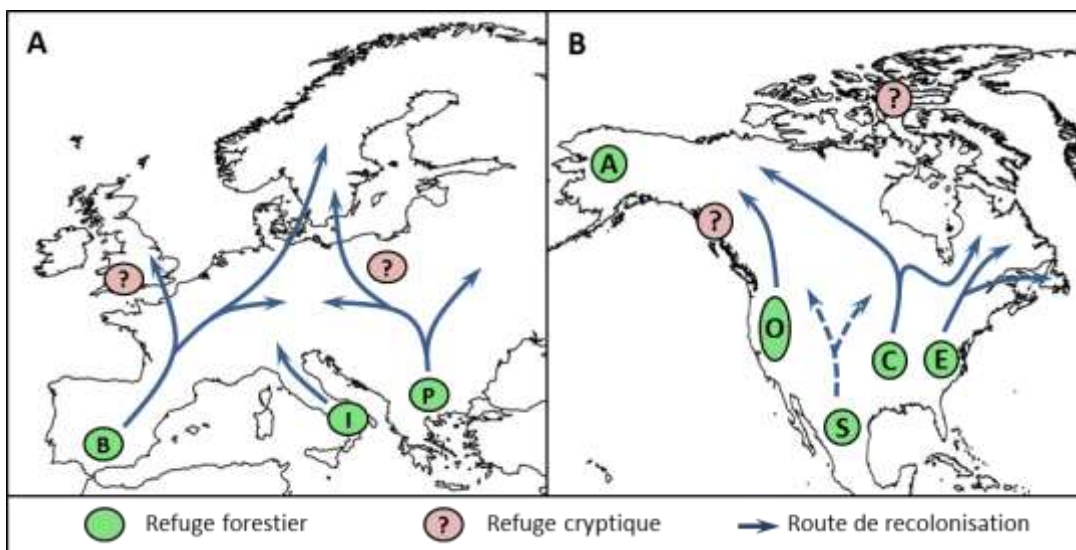 A
B
?
?
B
I
P
?
?
A
O
C
E
S
Refuge forestier
? Refuge cryptique
Route de recolonisation